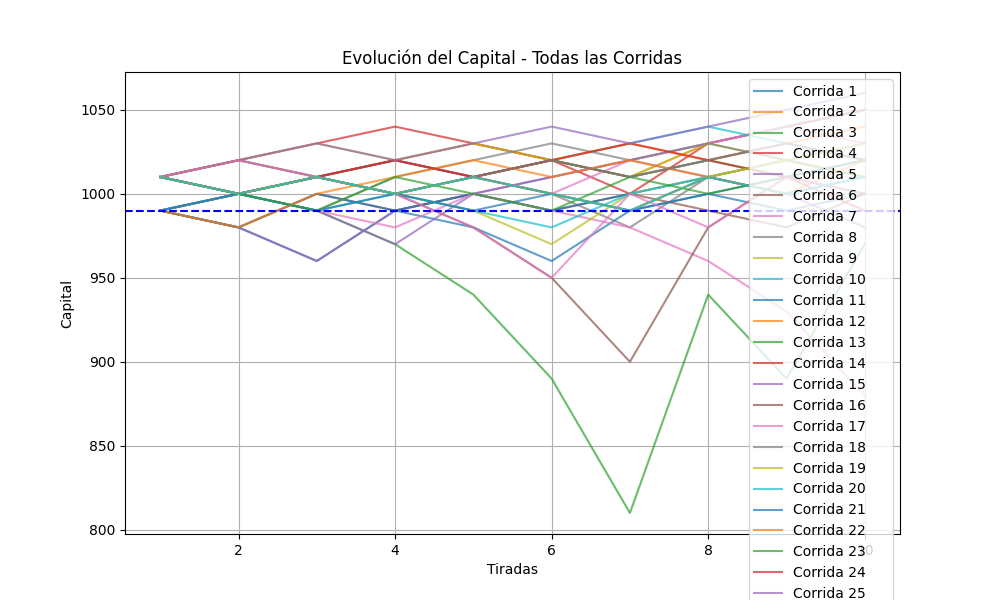 Evolución del Capital - Todas las Corridas
Capital
1050
1000
950
900
850
800
2
4
6
8
Tiradas
Corrida 1
Corrida 2
Corrida 3
Corrida 4
Corrida 5
Corrida 6
Corrida 7
Corrida 8
Corrida 9
Corrida 10
Corrida 11
Corrida 12
Corrida 13
Corrida 14
Corrida 15
Corrida 16
Corrida 17
Corrida 18
Corrida 19
Corrida 20
Corrida 21
Corrida 22
Corrida 23
Corrida 24
Corrida 25